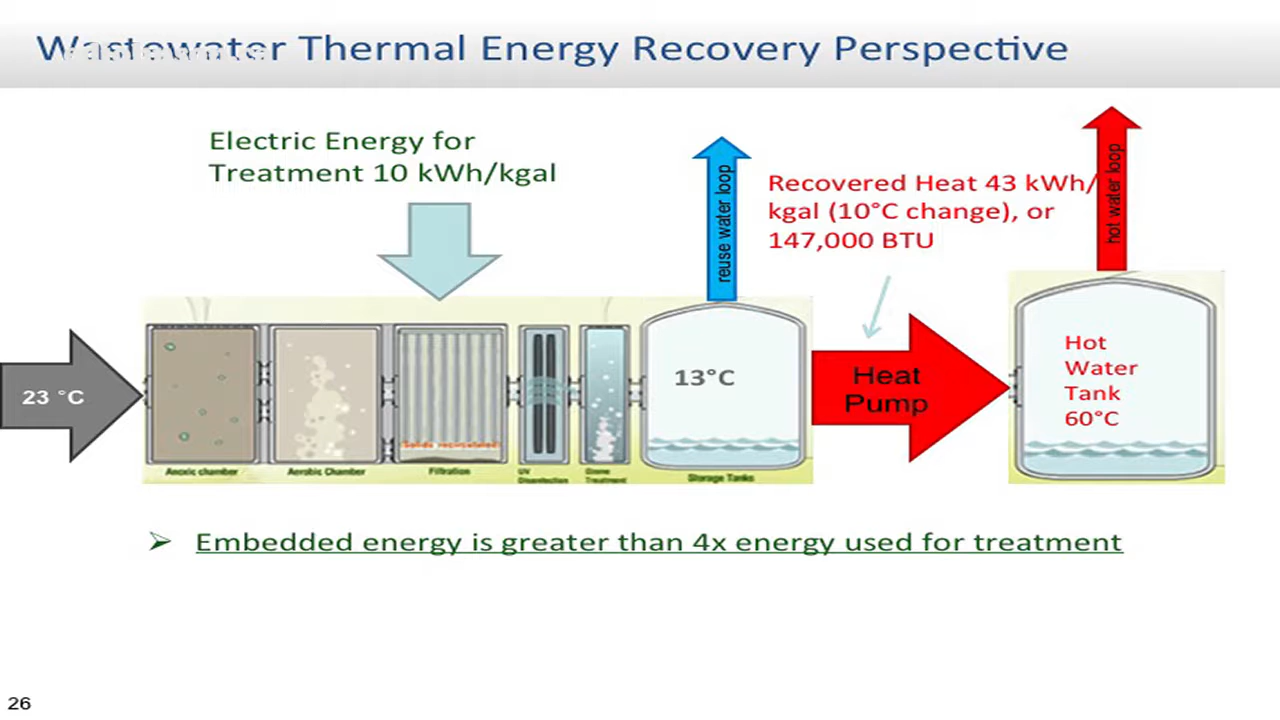 Wastewater Thermal Energy Recovery Perspective
Electric Energy for
Treatment 10 kWh/kgal
reuse water loop
Recovered Heat 43 kWh/
kgal (10°C change), or
147,000 BTU
hot water loop
23 °C
13°C
Heat
Pump
Hot
Water
Tank
60°C
Solids recirculated
Anoxic chamber
Aerobic Chamber
Filtration
UV
Disinfection
Ozone
Treatment
Storage Tanks
➢ Embedded energy is greater than 4x energy used for treatment
26